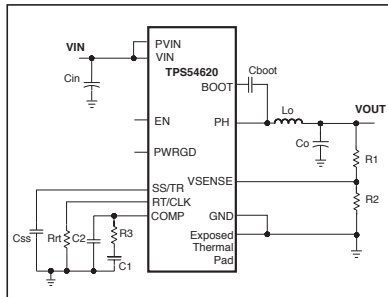 PVIN
VIN
VIN
TPS54620
Cboot
BOOT
Cin
Lo
VOUT
PH
EN
Co
R1
PWRGD
VSENSE
SS/TR
R2
RT/CLK
COMP
GND
Css
Rrt
C2
R3
C1
Exposed
Thermal
Pad